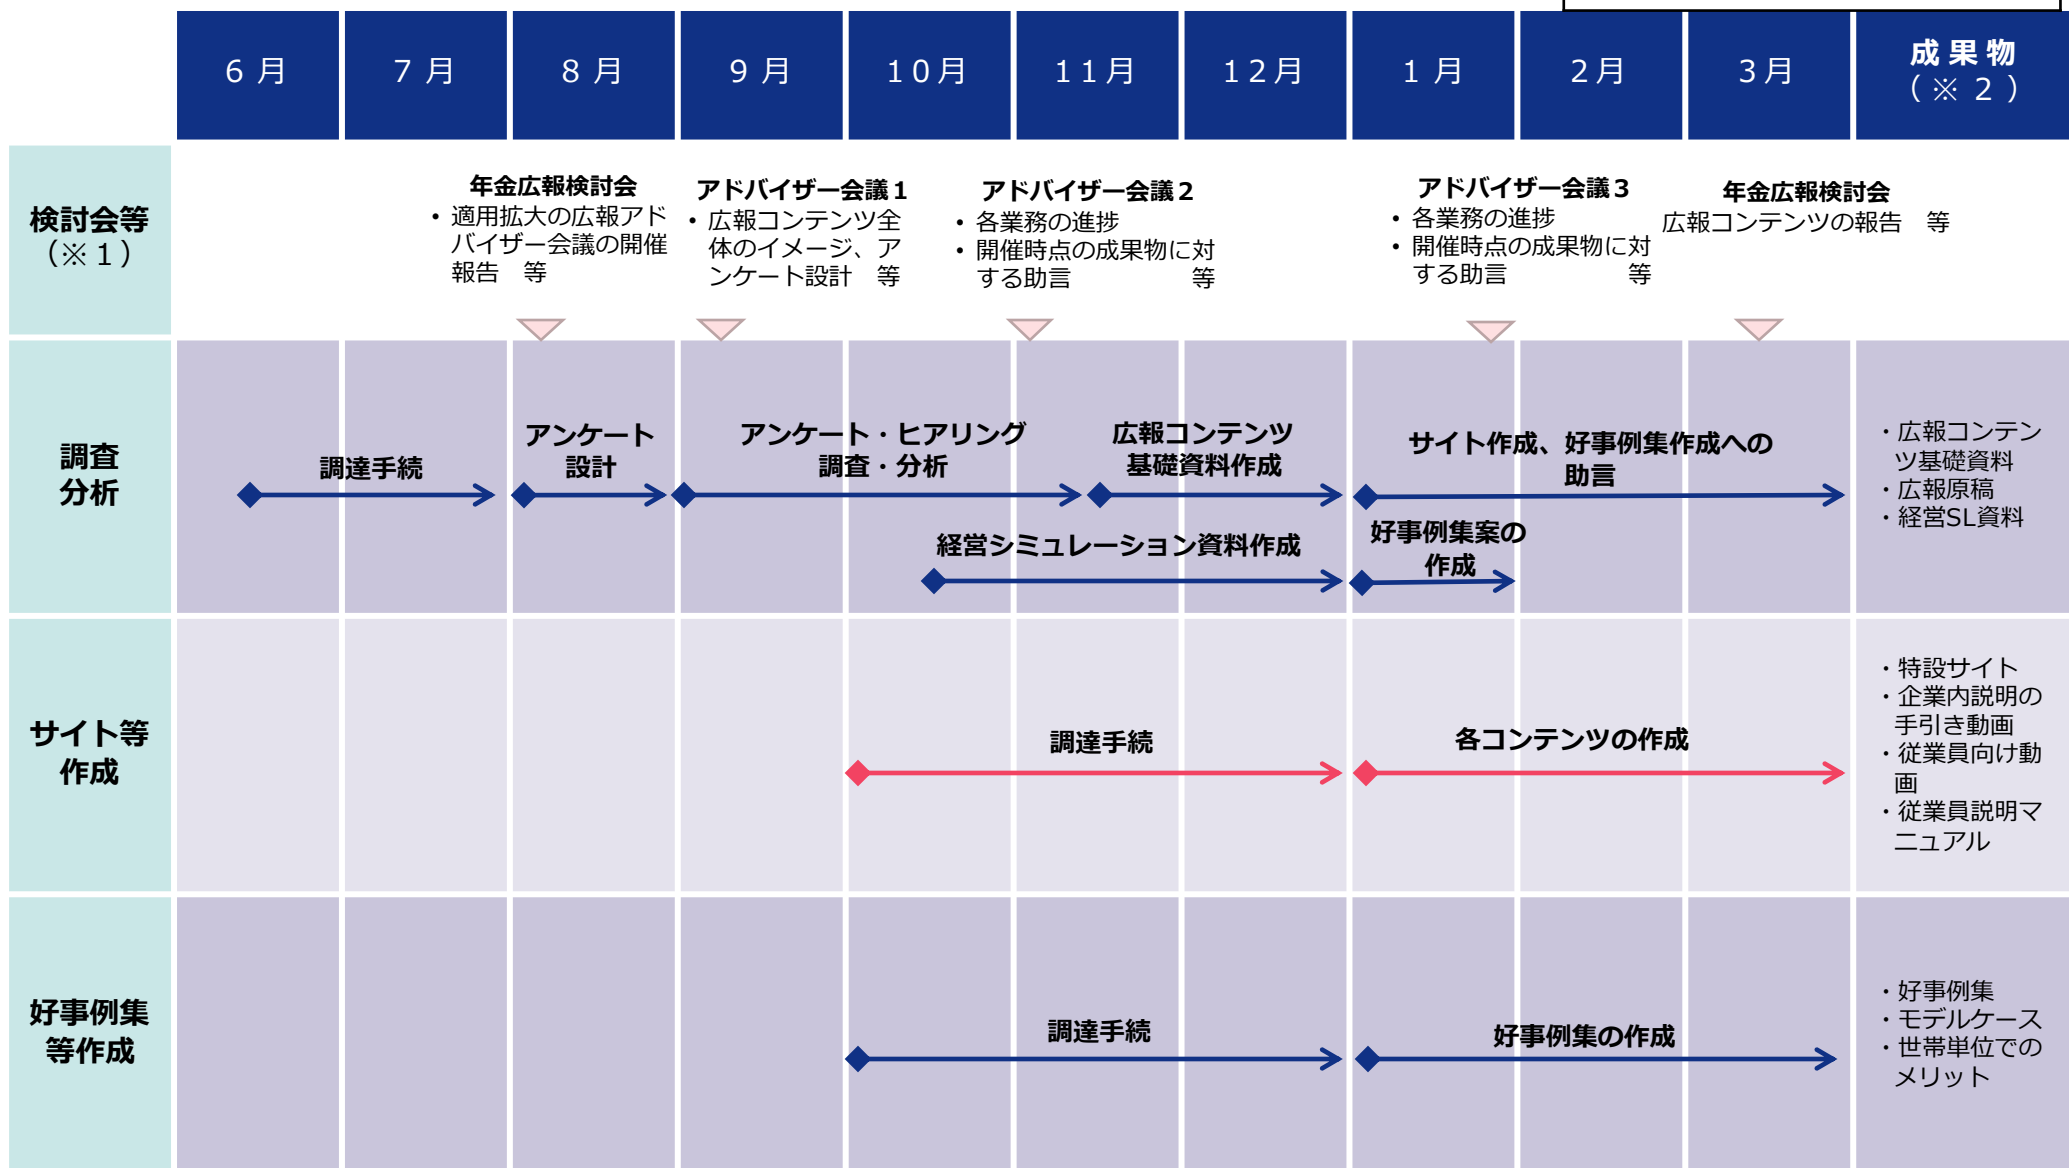 6月
7月
8月
9月
10月
11月
12月
1月
2月
3月
成果物
(※2)
検討会等
(※1)
年金広報検討会
• 適用拡大の広報アド
バイザー会議の開催
報告 等
アドバイザー会議1
• 広報コンテンツ全
体のイメージ、ア
ンケート設計 等
アドバイザー会議2
• 各業務の進捗
• 開催時点の成果物に対
する助言 等
アドバイザー会議3
• 各業務の進捗
• 開催時点の成果物に対
する助言 等
年金広報検討会
広報コンテンツの報告 等
調査
分析
調達手続
アンケート
設計
アンケート・ヒアリング
調査・分析
広報コンテンツ
基礎資料作成
サイト作成、好事例集作成への
助言
経営シミュレーション資料作成
好事例集案の
作成
・広報コンテン
ツ基礎資料
・広報原稿
・経営SL資料
サイト等
作成
調達手続
各コンテンツの作成
・特設サイト
・企業内説明の
手引き動画
・従業員向け動
画
・従業員説明マ
ニュアル
好事例集
等作成
調達手続
好事例集の作成
・好事例集
・モデルケース
・世帯単位での
メリット